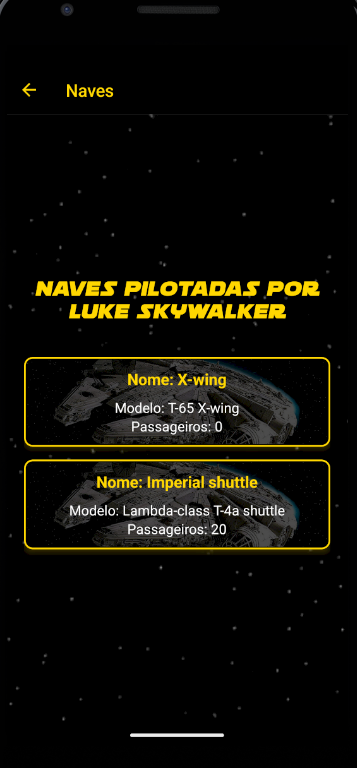 Naves
NAVES PILOTADAS POR
LUKE SKYWALKER
Nome: X-wing
Modelo: T-65 X-wing
Passageiros: 0
Nome: Imperial shuttle
Modelo: Lambda-class T-4a shuttle
Passageiros: 20